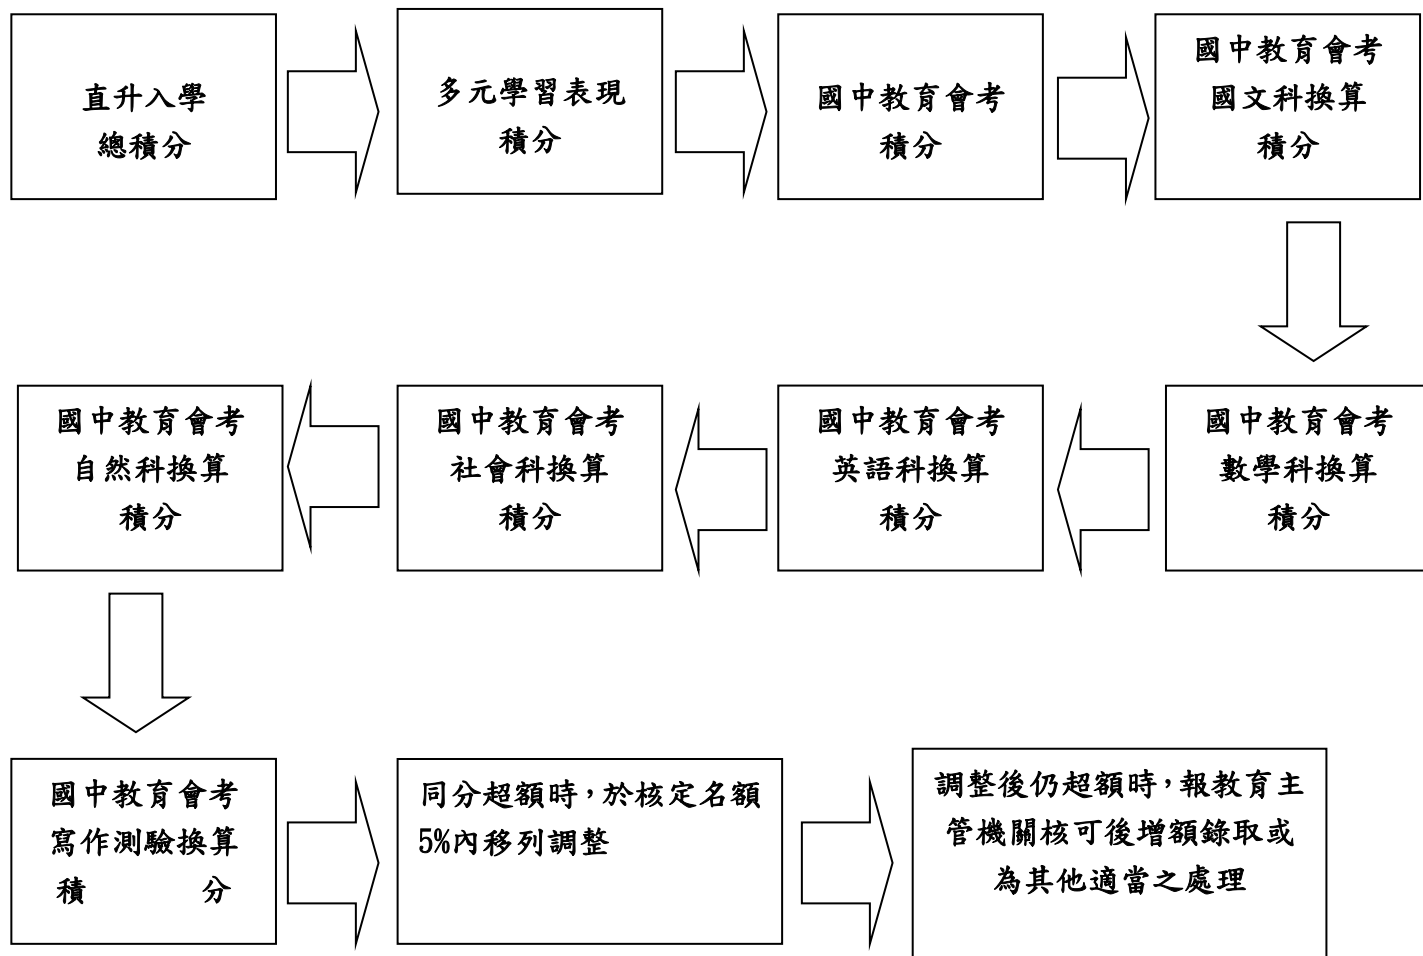 直升入學
總積分
多元學習表現
積分
國中教育會考
積分
國中教育會考
國文科換算
積分
國中教育會考
數學科換算
積分
國中教育會考
英語科換算
積分
國中教育會考
社會科換算
積分
國中教育會考
自然科換算
積分
國中教育會考
寫作測驗換算
積 分
同分超額時，於核定名額
5%內移列調整
調整後仍超額時，報教育主
管機關核可後增額錄取或
為其他適當之處理